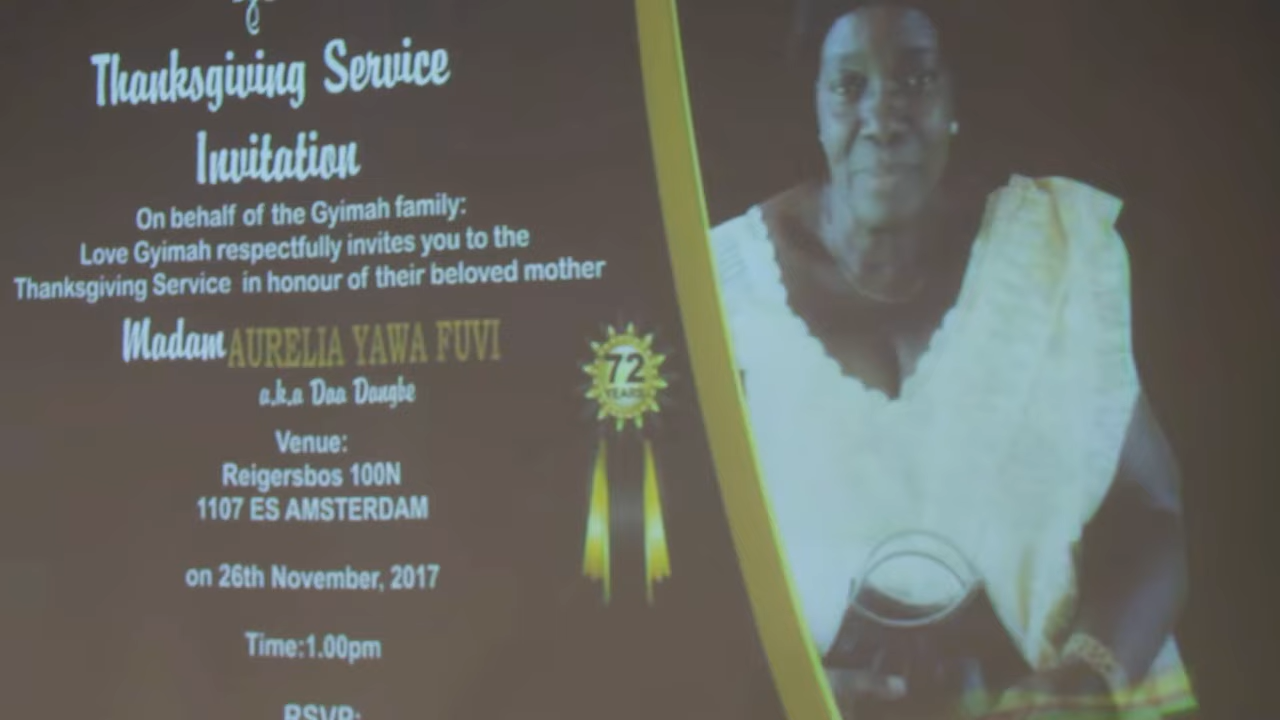 Thanksgiving Service
Invitation
On behalf of the Gyimah family:
Love Gyimah respectfully invites you to the
Thanksgiving Service in honour of their beloved mother
Madam AURELIA YAWA FUVI
a.k.a Daa Dangbe
72
YEARS
Venue:
Reigersbos 100N
1107 ES AMSTERDAM
on 26th November, 2017
Time:1.00pm
RSVP: